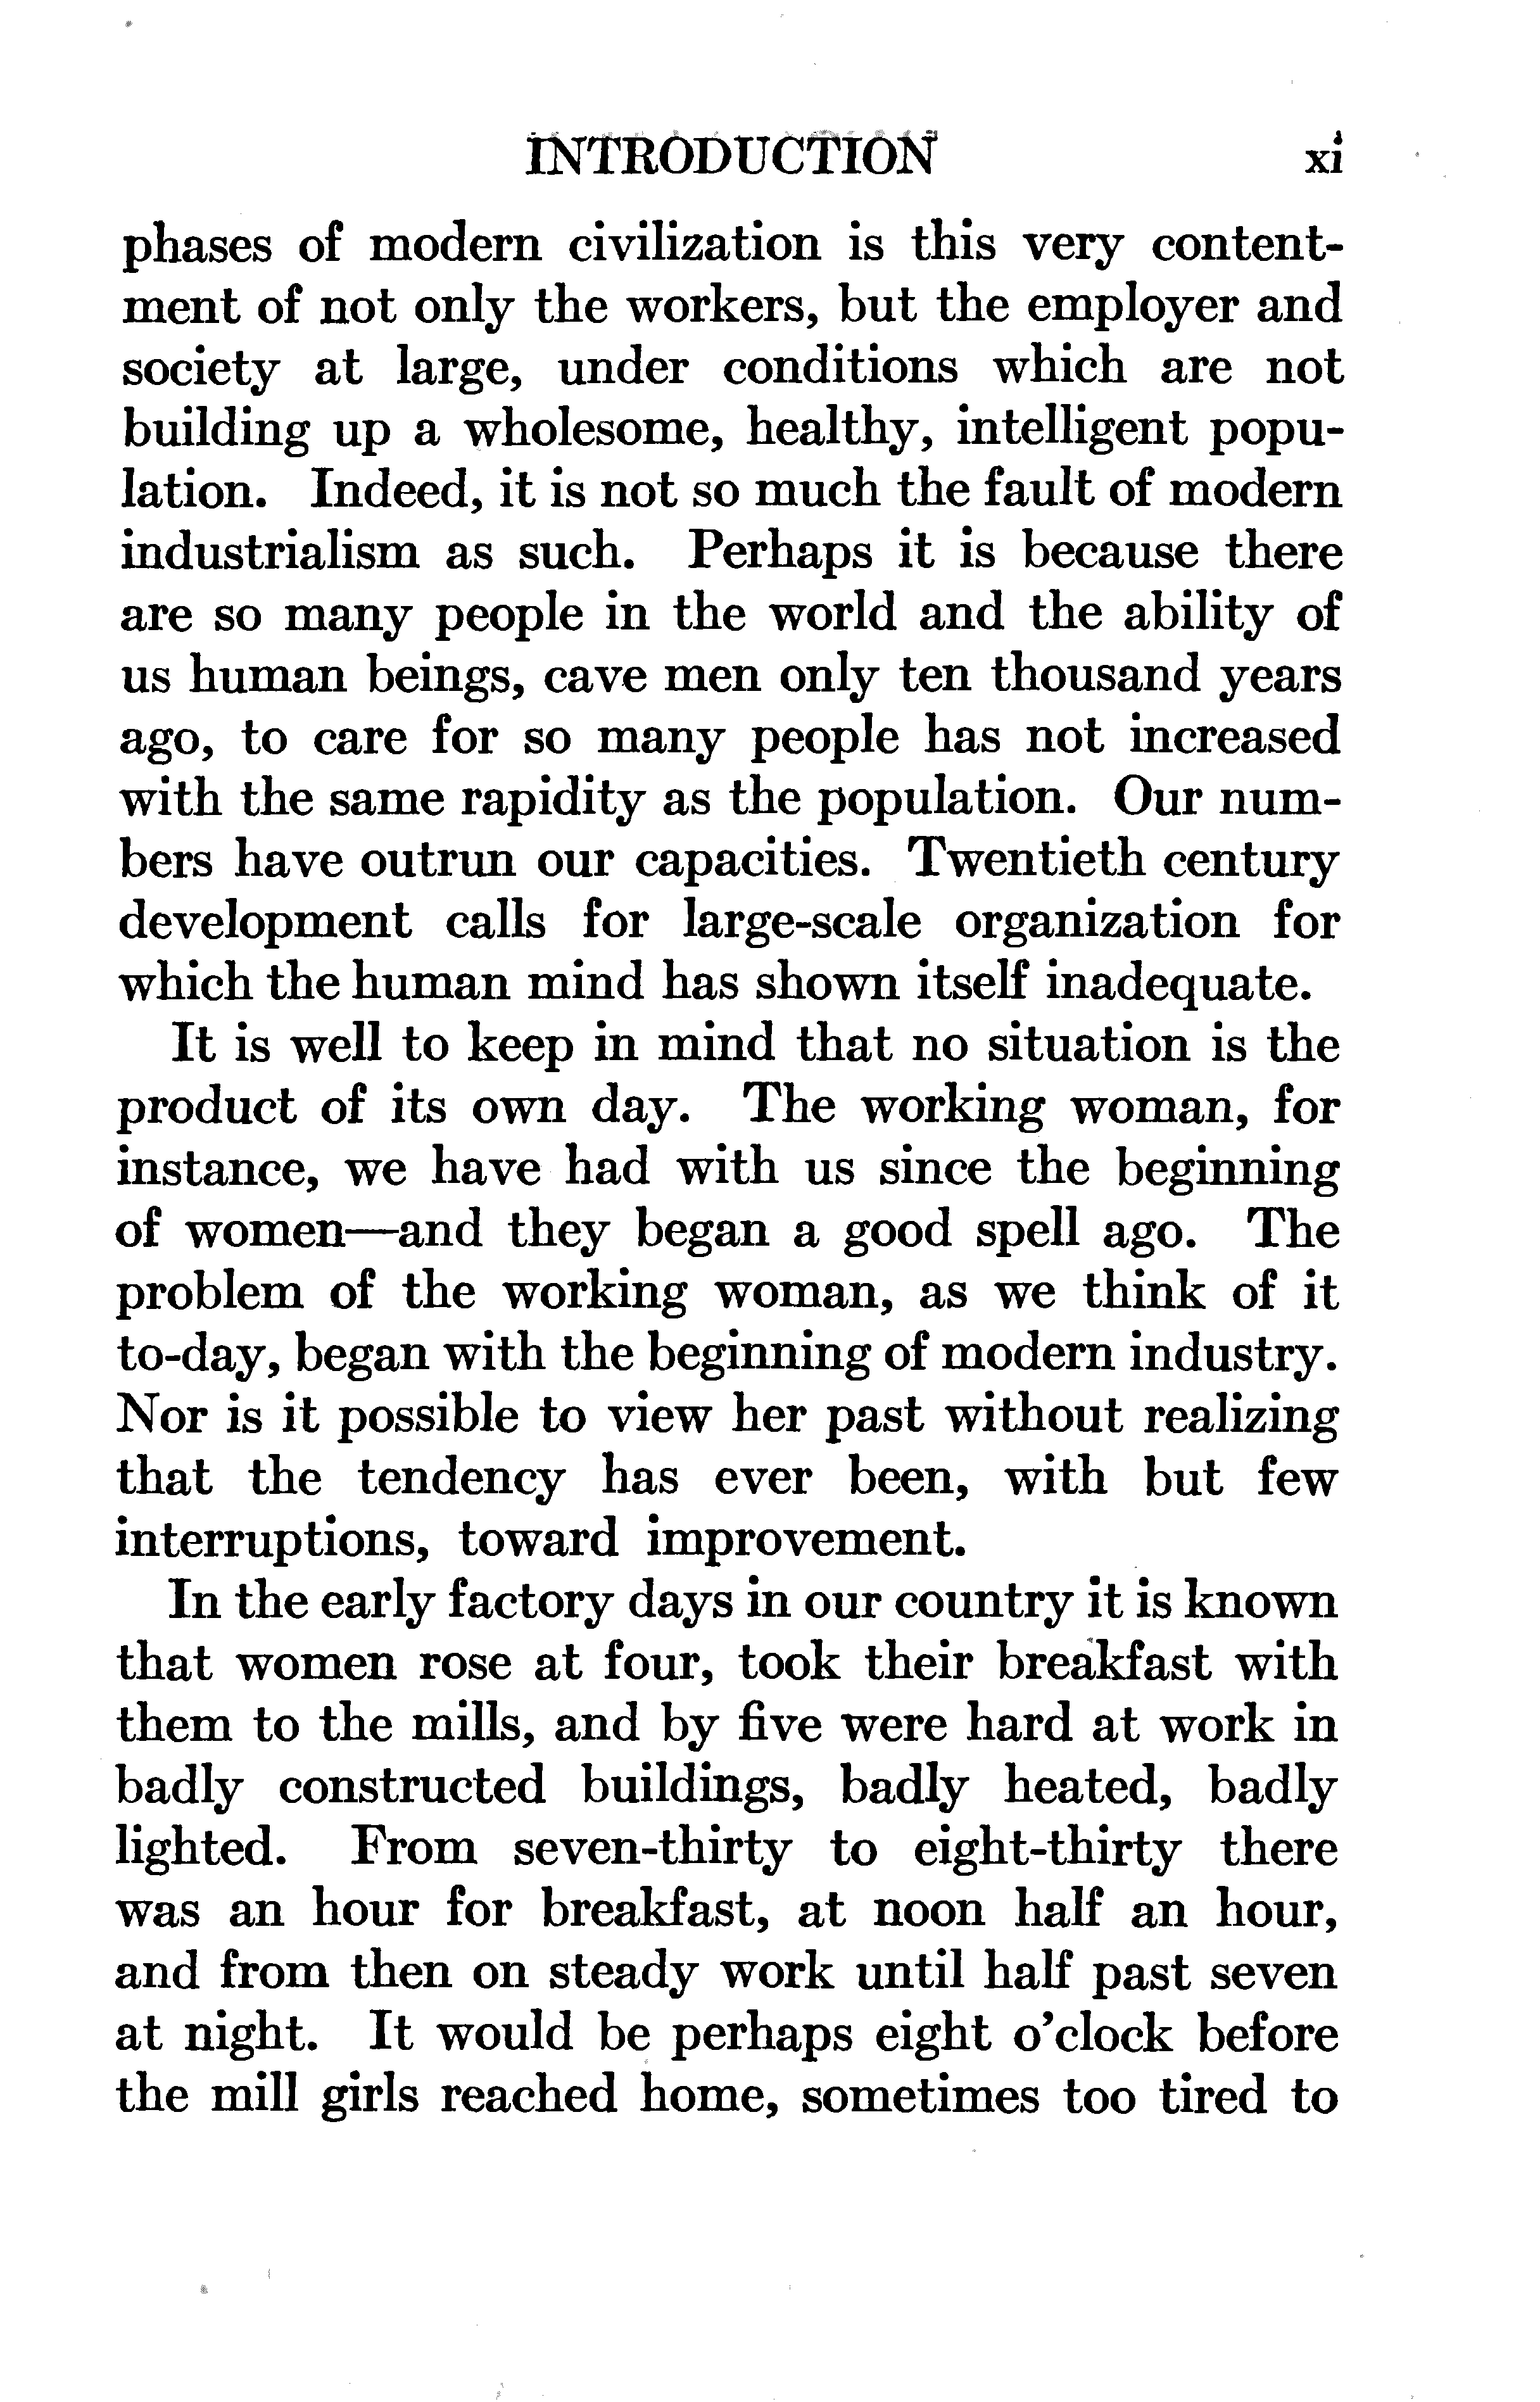 INTRODUCTION xi
phases of modern civilization is this very content-
ment of not only the workers, but the employer and
society at large, under conditions which are not
building up a wholesome, healthy, intelligent popu-
lation. Indeed, it is not so much the fault of modern
industrialism as such. Perhaps it is because there
are so many people in the world and the ability of
us human beings, cave men only ten thousand years
ago, to care for so many people has not increased
with the same rapidity as the population. Our num-
bers have outrun our capacities. Twentieth century
development calls for large-scale organization for
which the human mind has shown itself inadequate.
It is well to keep in mind that no situation is the
product of its own day. The working woman, for
instance, we have had with us since the beginning
of women—and they began a good spell ago. The
problem of the working woman, as we think of it
to-day, began with the beginning of modern industry.
Nor is it possible to view her past without realizing
that the tendency has ever been, with but few
interruptions, toward improvement.
In the early factory days in our country it is known
that women rose at four, took their breakfast with
them to the mills, and by five were hard at work in
badly constructed buildings, badly heated, badly
lighted. From seven-thirty to eight-thirty there
was an hour for breakfast, at noon half an hour,
and from then on steady work until half past seven
at night. It would be perhaps eight o'clock before
the mill girls reached home, sometimes too tired to